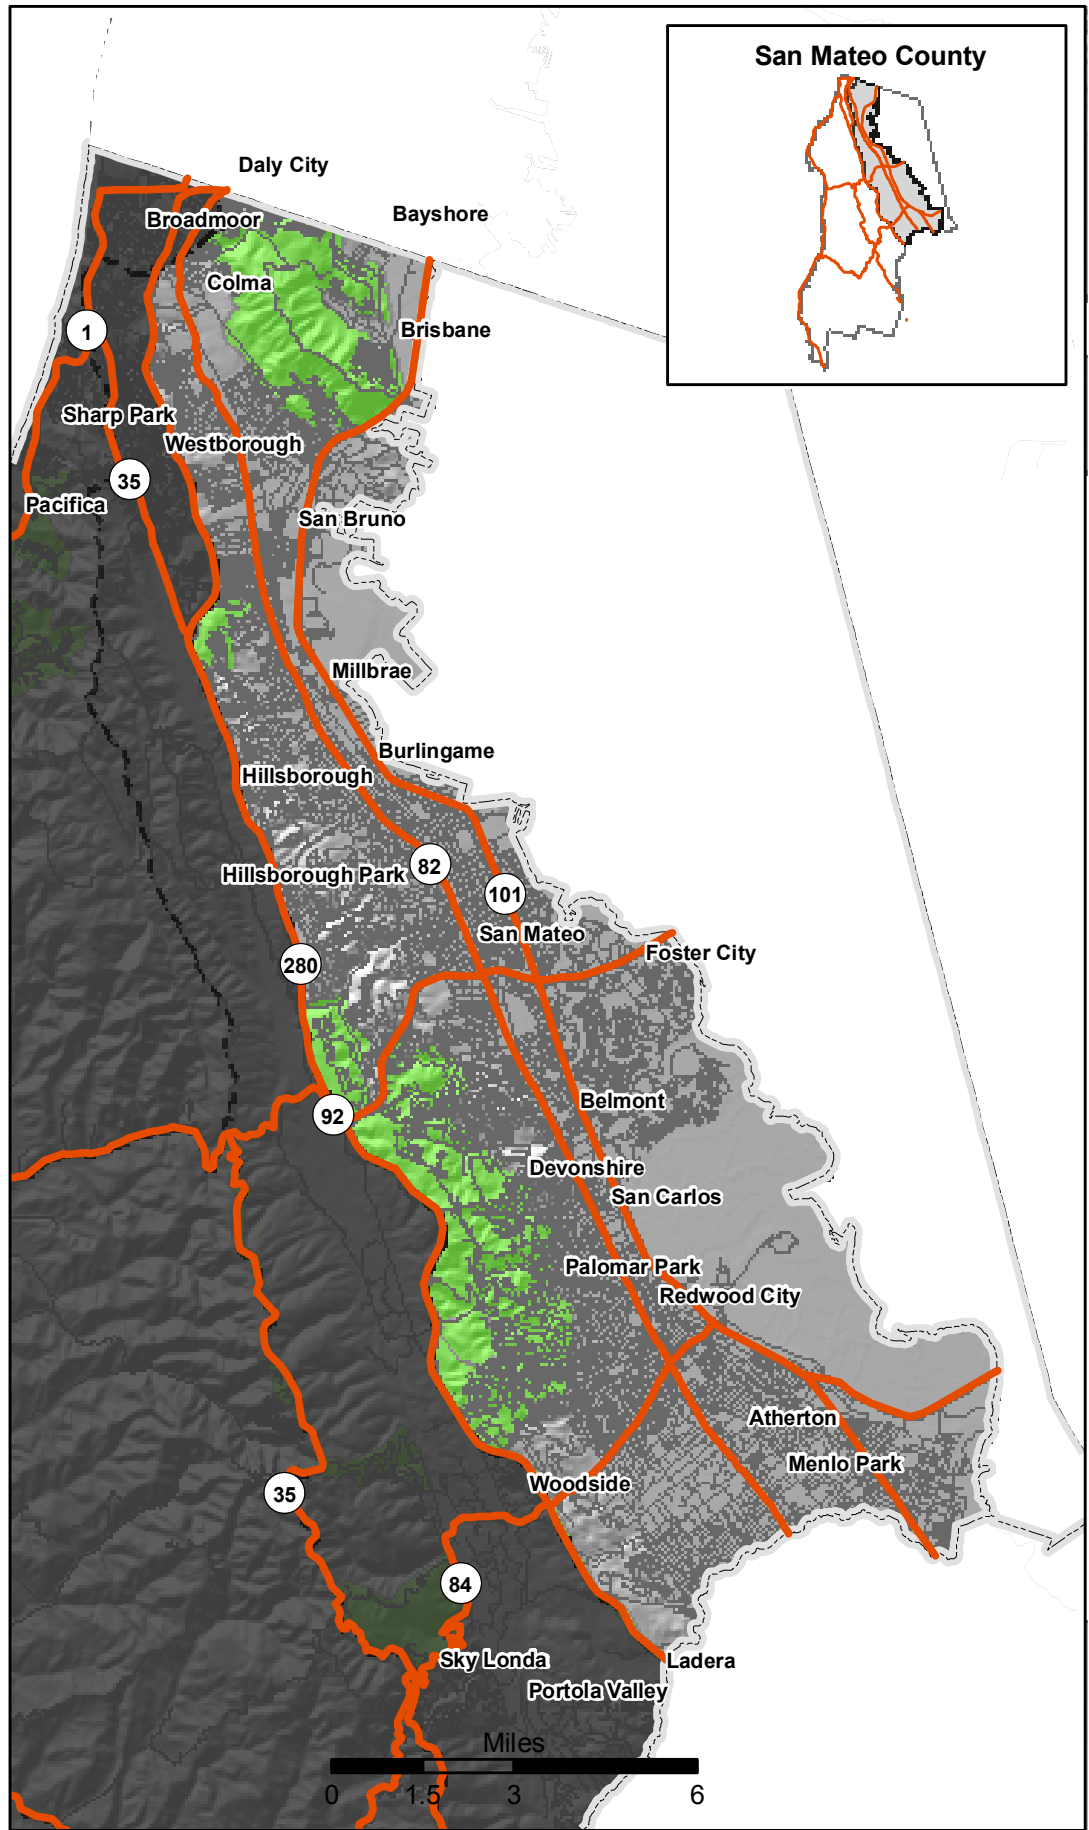 San Mateo County
Daly City
Bayshore
Broadmoor
Colma
Brisbane
1
Sharp Park
Westborough
35
Pacifica
San Bruno
Millbrae
Burlingame
Hillsborough
82
Hillsborough Park
101
San Mateo
Foster City
280
Belmont
92
Devonshire
San Carlos
Palomar Park
Redwood City
Atherton
Menlo Park
Woodside
35
84
Sky Londa
Ladera
Portola Valley
Miles
0 1.5 3 6